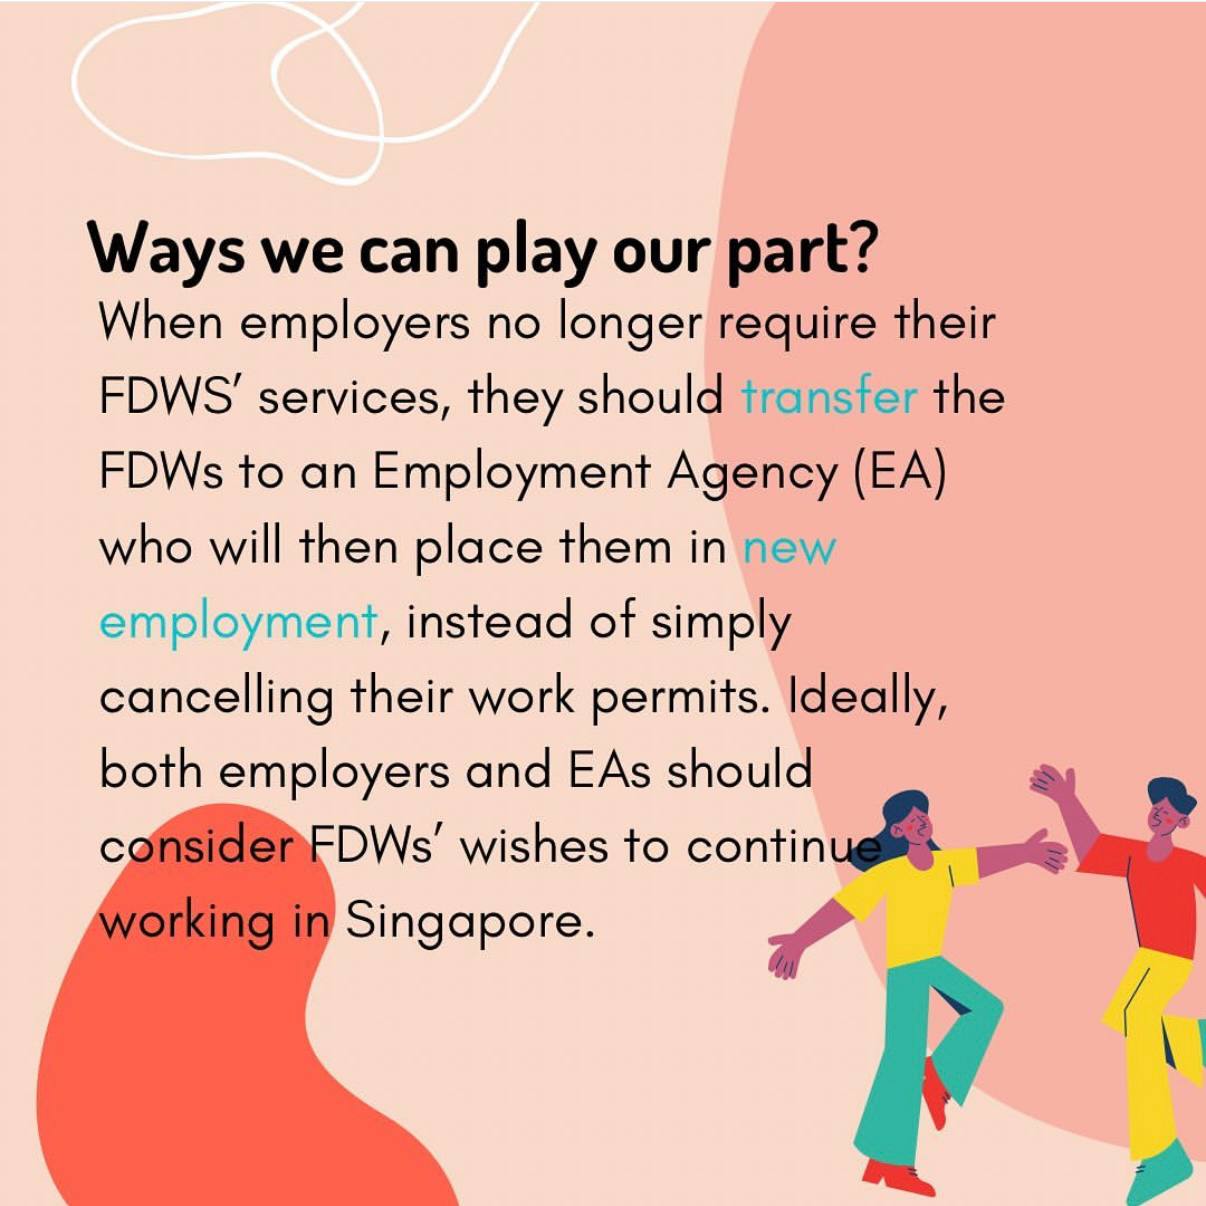 Ways we can play our part?
When employers no longer require their
FDWS' services, they should transfer the
FDWs to an Employment Agency (EA)
who will then place them in new
employment, instead of simply
cancelling their work permits. Ideally,
both employers and EAs should
consider FDWs' wishes to continue
working in Singapore.